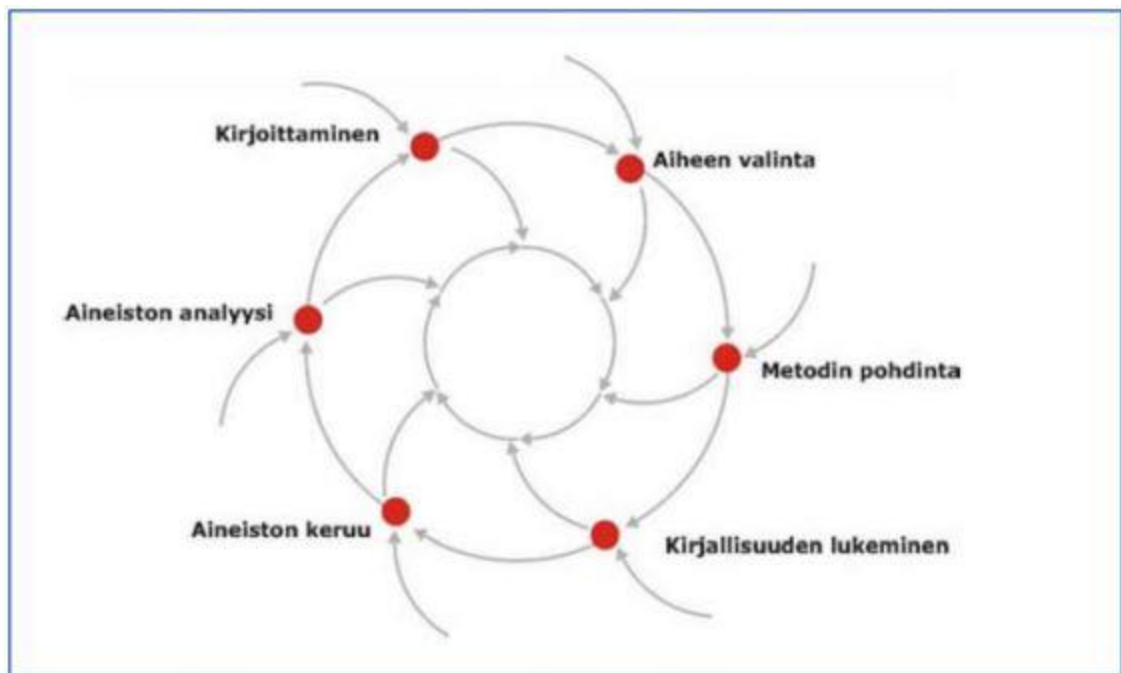 Kirjoittaminen
Aiheen valinta
Aineiston analyysi
Metodin pohdinta
Aineiston keruu
Kirjallisuuden lukeminen